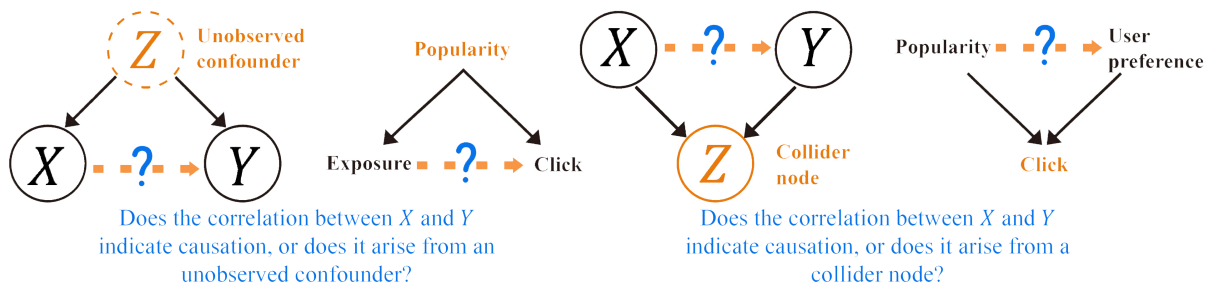 Z
Unobserved
confounder
X
?
Y
Popularity
Exposure
?
Click
Does the correlation between X and Y
indicate causation, or does it arise from an
unobserved confounder?
X
?
Y
Z
Collider
node
Popularity
?
User
preference
Click
Does the correlation between X and Y
indicate causation, or does it arise from a
collider node?